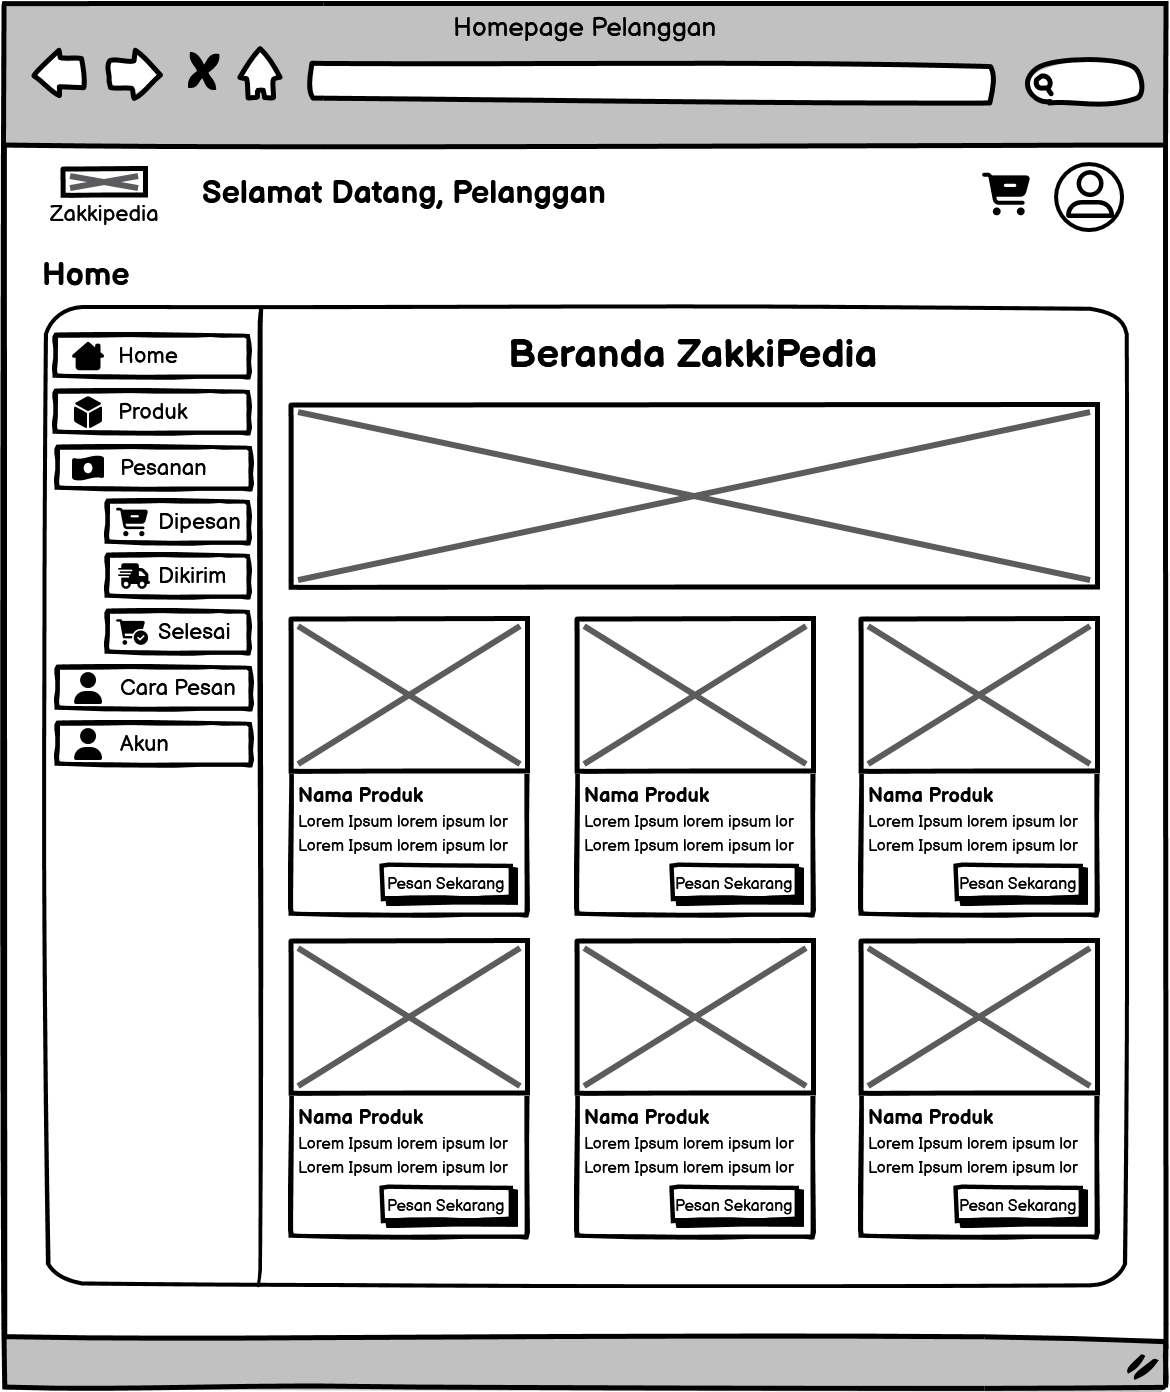 Homepage Pelanggan
Zakkipedia
Selamat Datang, Pelanggan
Home
Home
Produk
Pesanan
Dipesan
Dikirim
Selesai
Cara Pesan
Akun
Beranda ZakkiPedia
Nama Produk
Lorem Ipsum lorem ipsum lor
Lorem Ipsum lorem ipsum lor
Pesan Sekarang
Nama Produk
Lorem Ipsum lorem ipsum lor
Lorem Ipsum lorem ipsum lor
Pesan Sekarang
Nama Produk
Lorem Ipsum lorem ipsum lor
Lorem Ipsum lorem ipsum lor
Pesan Sekarang
Nama Produk
Lorem Ipsum lorem ipsum lor
Lorem Ipsum lorem ipsum lor
Pesan Sekarang
Nama Produk
Lorem Ipsum lorem ipsum lor
Lorem Ipsum lorem ipsum lor
Pesan Sekarang
Nama Produk
Lorem Ipsum lorem ipsum lor
Lorem Ipsum lorem ipsum lor
Pesan Sekarang